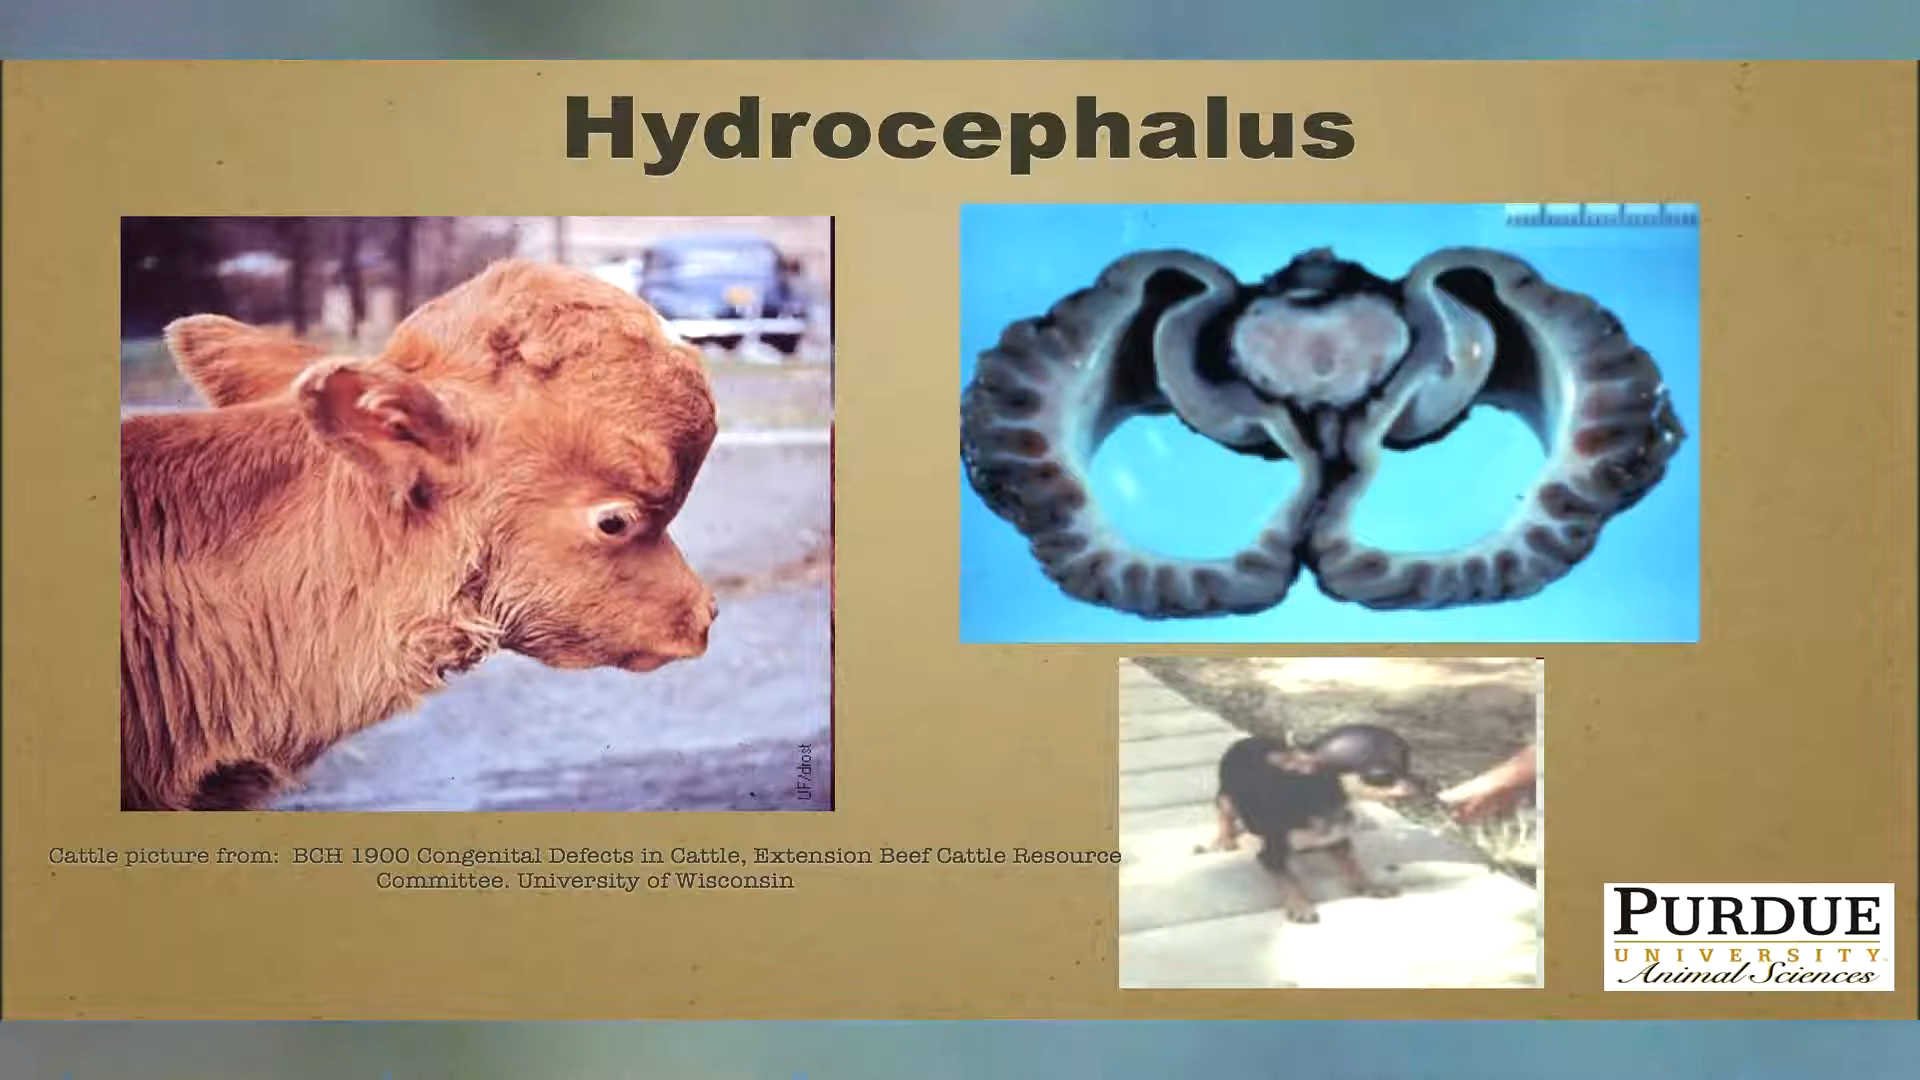 Hydrocephalus
UF/drost
Cattle picture from: BCH 1900 Congenital Defects in Cattle, Extension Beef Cattle Resource
Committee. University of Wisconsin
PURDUE
UNIVERSITY
Animal Sciences